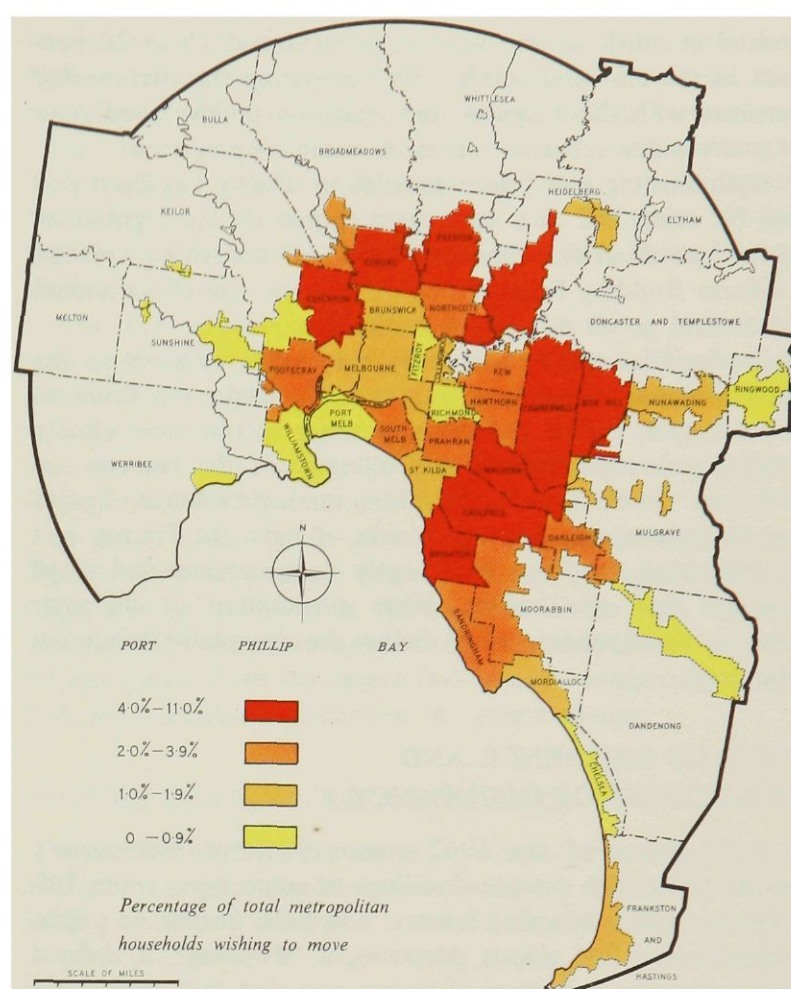 WHITTLESEA
BULLA
BROADMEADOWS
HEIDELBERG
ELTHAM
KEILOR
PRESTON
COBURG
ESSENDON
BRUNSWICK
NORTHCOTE
MELTON
SUNSHINE
DONCASTER AND TEMPLESTOWE
FITZROY
COLLINGWOOD
FOOTSCRAY
MELBOURNE
KEW
HAWTHORN
CAMBERWELL
BOX HILL
NUNAWADING
RINGWOOD
RICHMOND
PORT
MELB
SOUTH
MELB
PRAHRAN
WILLIAMSTOWN
WERRIBEE
ST KILDA
MALVERN
CAULFIELD
OAKLEIGH
MULGRAVE
BRIGHTON
N
MOORABBIN
SANDRINGHAM
PORT PHILLIP BAY
MORDIALLOC
DANDENONG
CHELSEA
4·0%–11·0%
2·0%–3·9%
1·0%–1·9%
0 –0·9%
Percentage of total metropolitan
households wishing to move
FRANKSTON
AND
HASTINGS
SCALE OF MILES